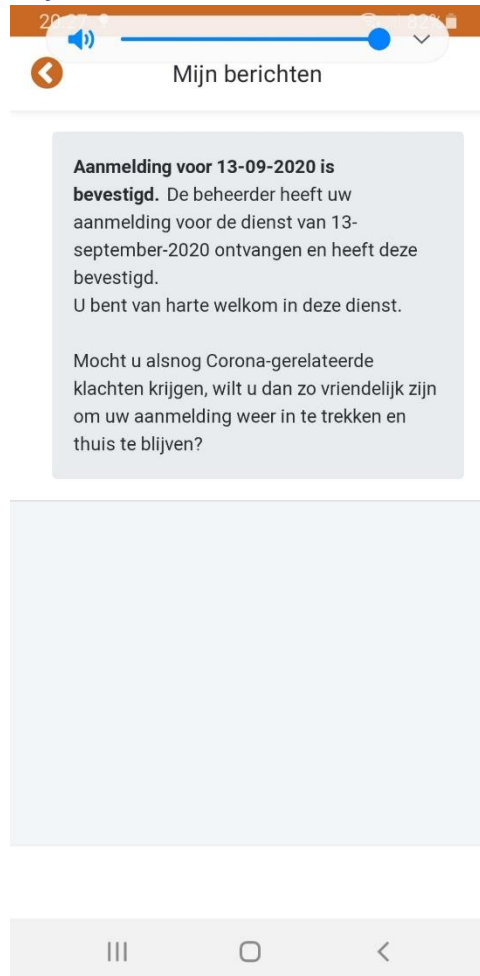 82%
Mijn berichten
Aanmelding voor 13-09-2020 is
bevestigd. De beheerder heeft uw
aanmelding voor de dienst van 13-
september-2020 ontvangen en heeft deze
bevestigd.
U bent van harte welkom in deze dienst.
Mocht u alsnog Corona-gerelateerde
klachten krijgen, wilt u dan zo vriendelijk zijn
om uw aanmelding weer in te trekken en
thuis te blijven?